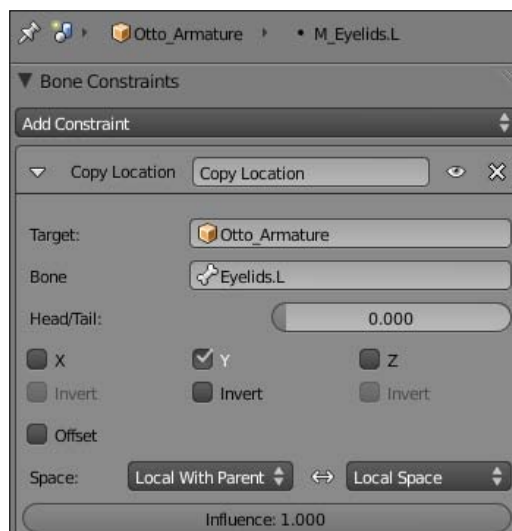 Otto_Armature M_Eyelids.L
Bone Constraints
Add Constraint
Copy Location Copy Location
Target: Otto_Armature
Bone Eyelids.L
Head/Tail: 0.000
X Y Z
Invert Invert Invert
Offset
Space: Local With Parent Local Space
Influence: 1.000